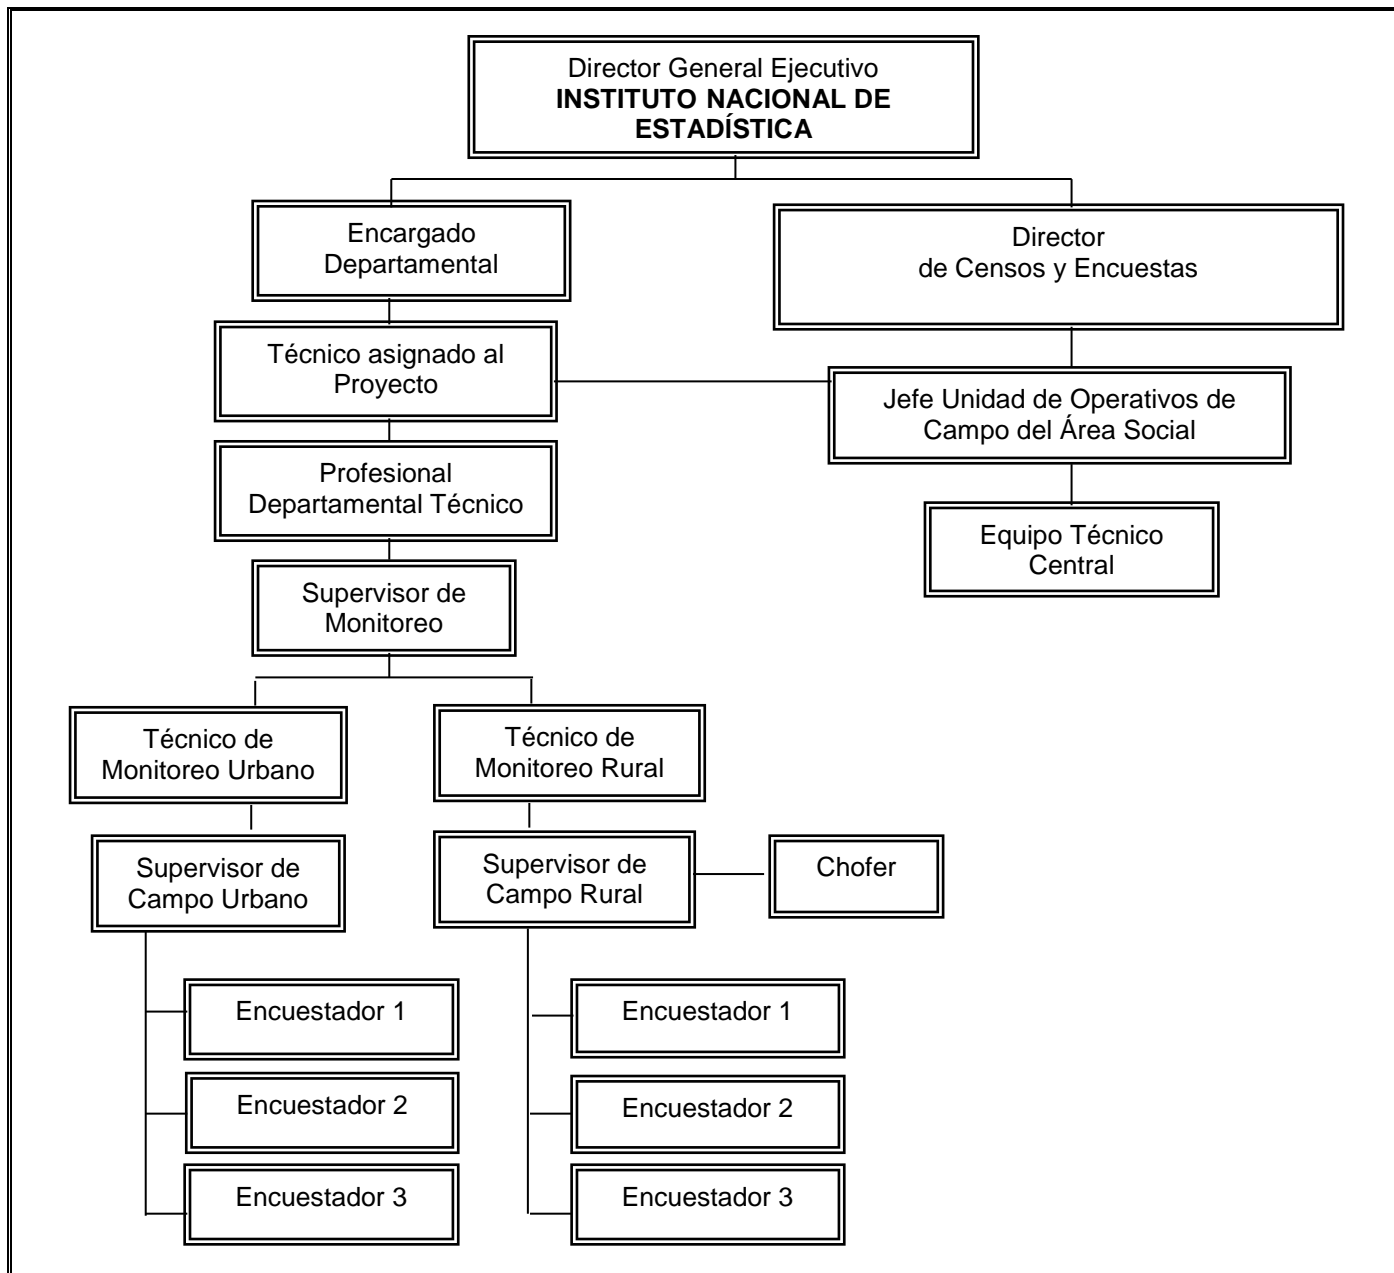 Director General Ejecutivo
INSTITUTO NACIONAL DE
ESTADÍSTICA
Encargado
Departamental
Director
de Censos y Encuestas
Técnico asignado al
Proyecto
Jefe Unidad de Operativos de
Campo del Área Social
Profesional
Departamental Técnico
Equipo Técnico
Central
Supervisor de
Monitoreo
Técnico de
Monitoreo Urbano
Técnico de
Monitoreo Rural
Supervisor de
Campo Urbano
Supervisor de
Campo Rural
Chofer
Encuestador 1
Encuestador 1
Encuestador 2
Encuestador 2
Encuestador 3
Encuestador 3